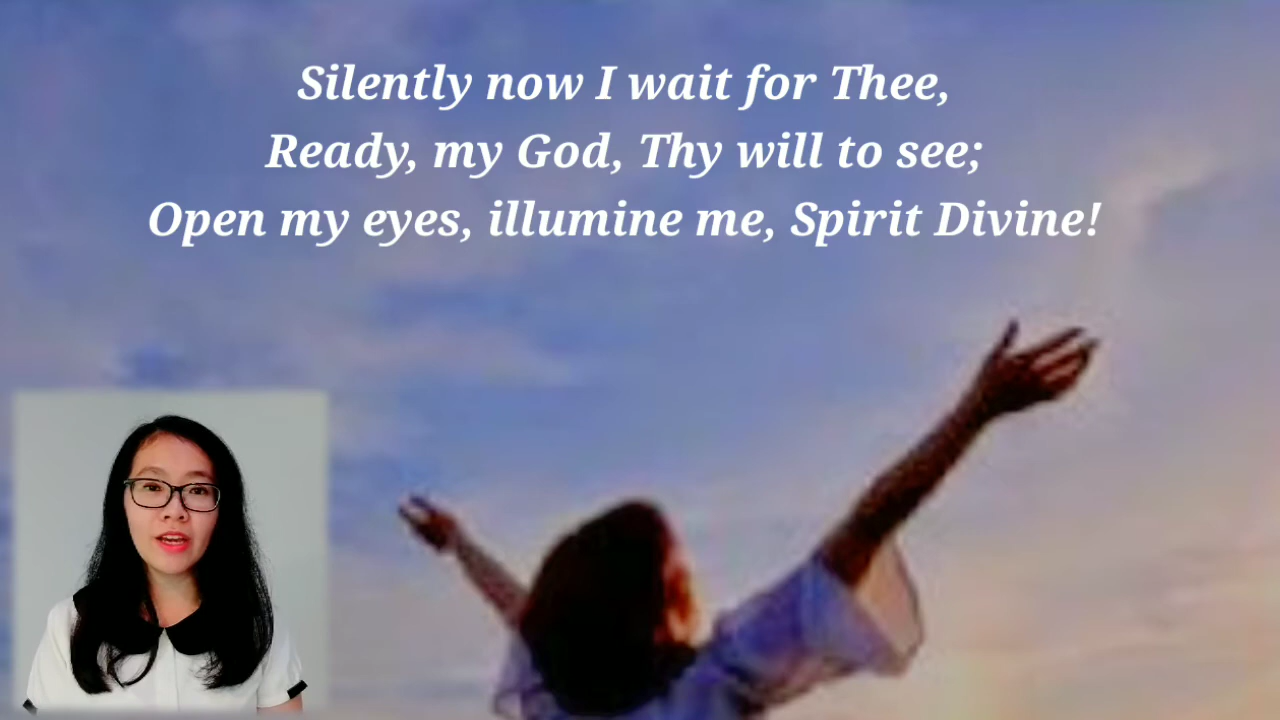 Silently now I wait for Thee,
Ready, my God, Thy will to see;
Open my eyes, illumine me, Spirit Divine!